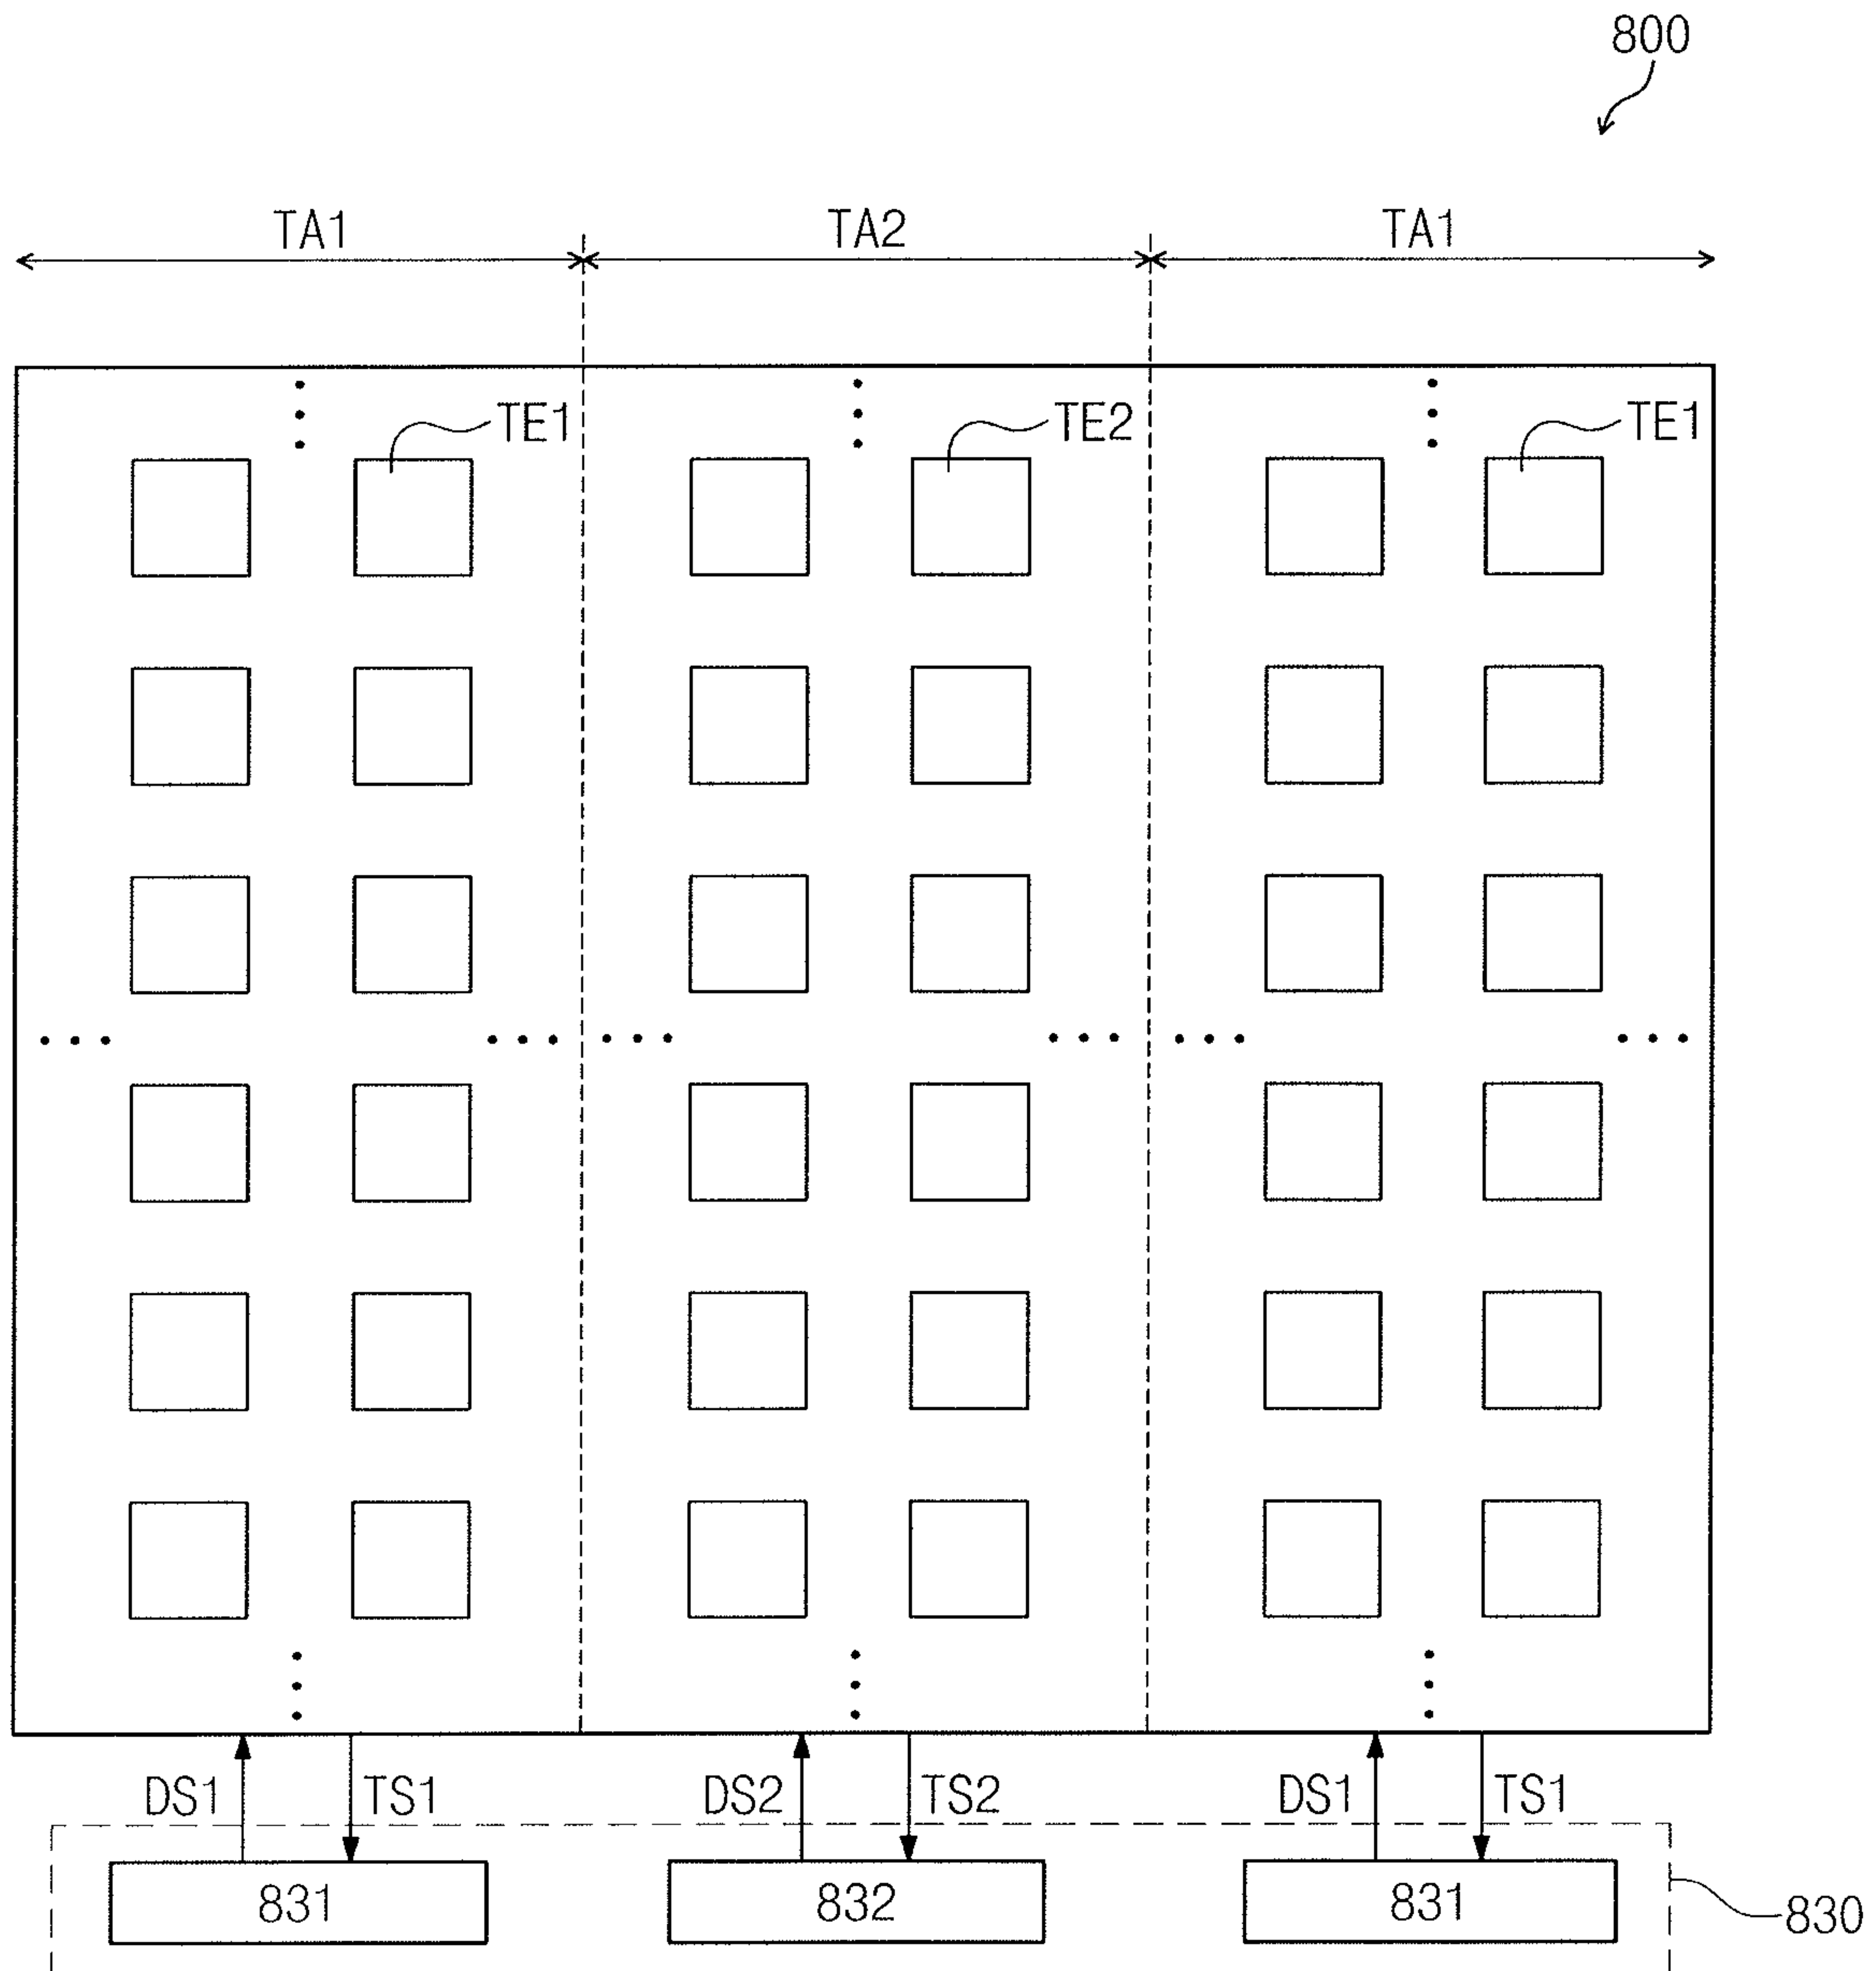 800
TA1 TA2 TA1
TE1 TE2 TE1
DS1 TS1 DS2 TS2 DS1 TS1
831 832 831
830